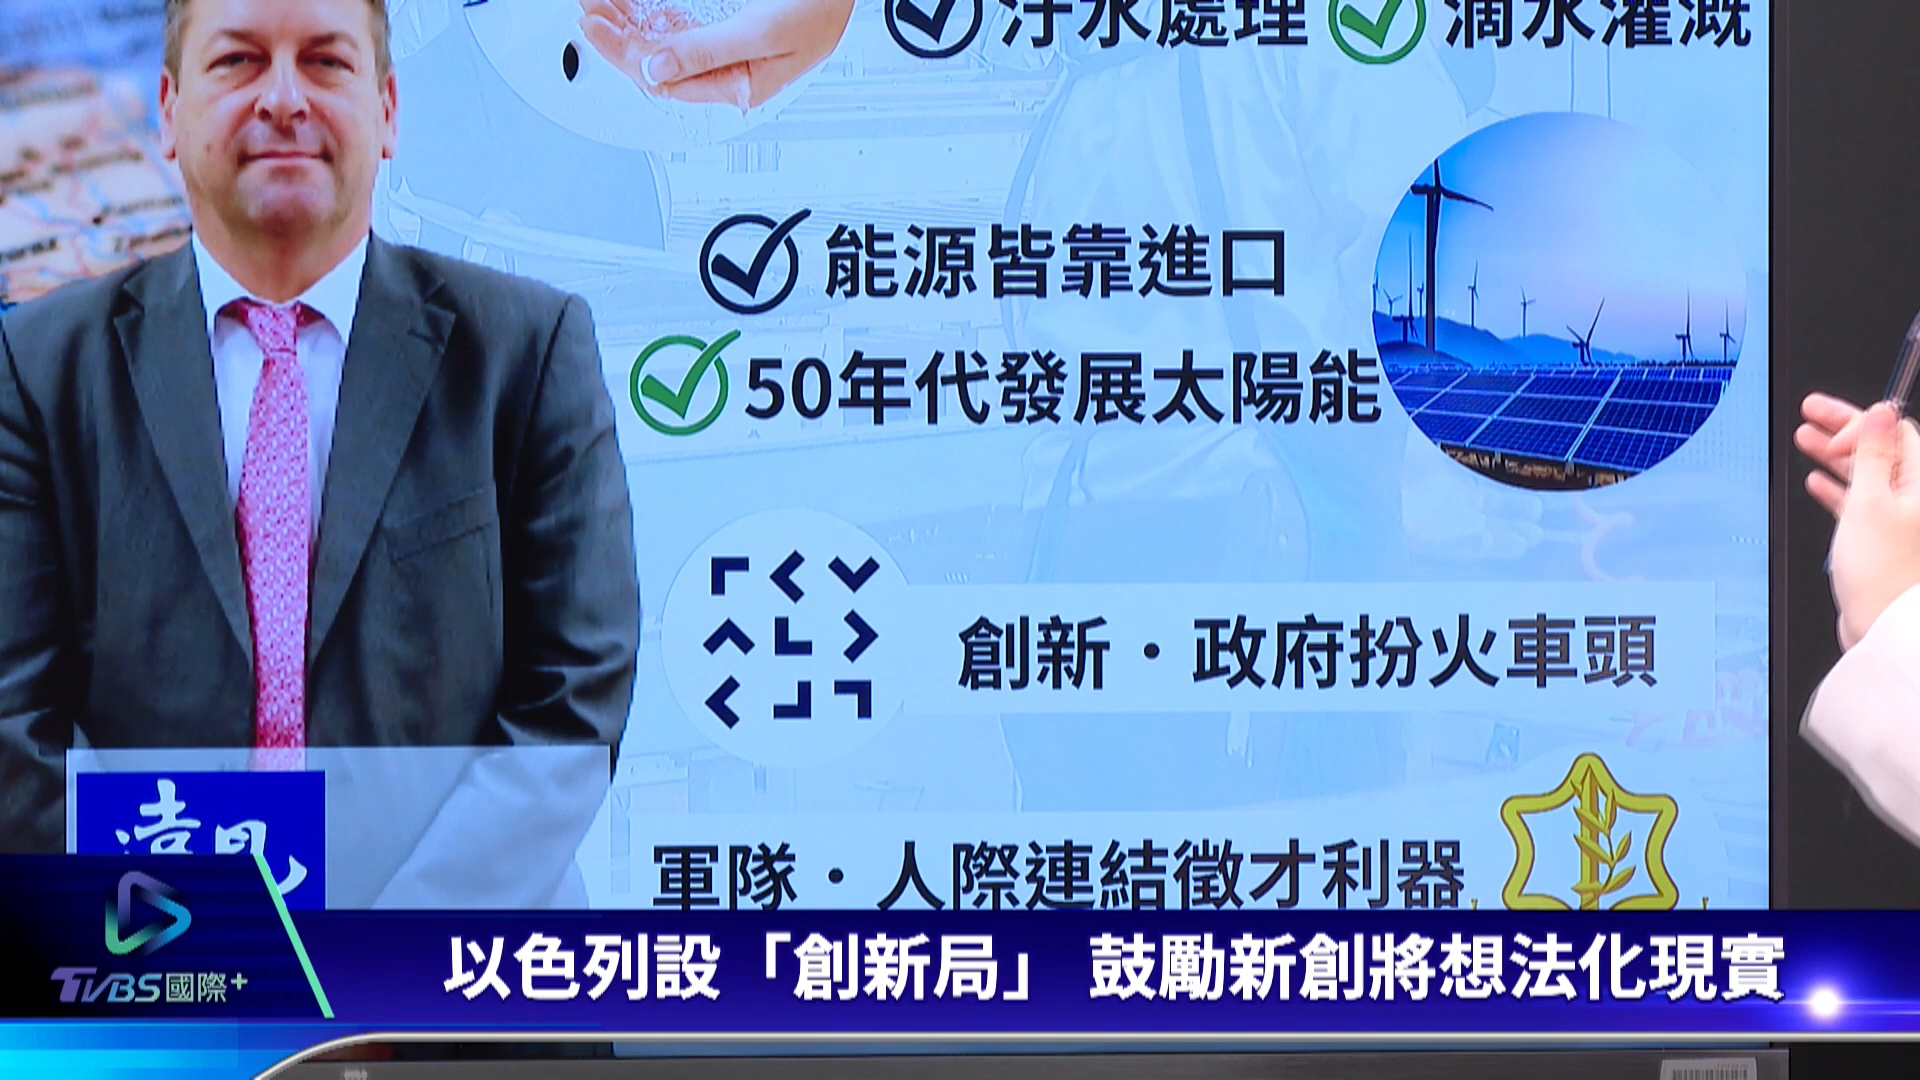 汙水處理 滴水灌溉
能源皆靠進口
50年代發展太陽能
創新・政府扮火車頭
軍隊・人際連結徵才利器
遠見
以色列設「創新局」 鼓勵新創將想法化現實
TVBS國際+